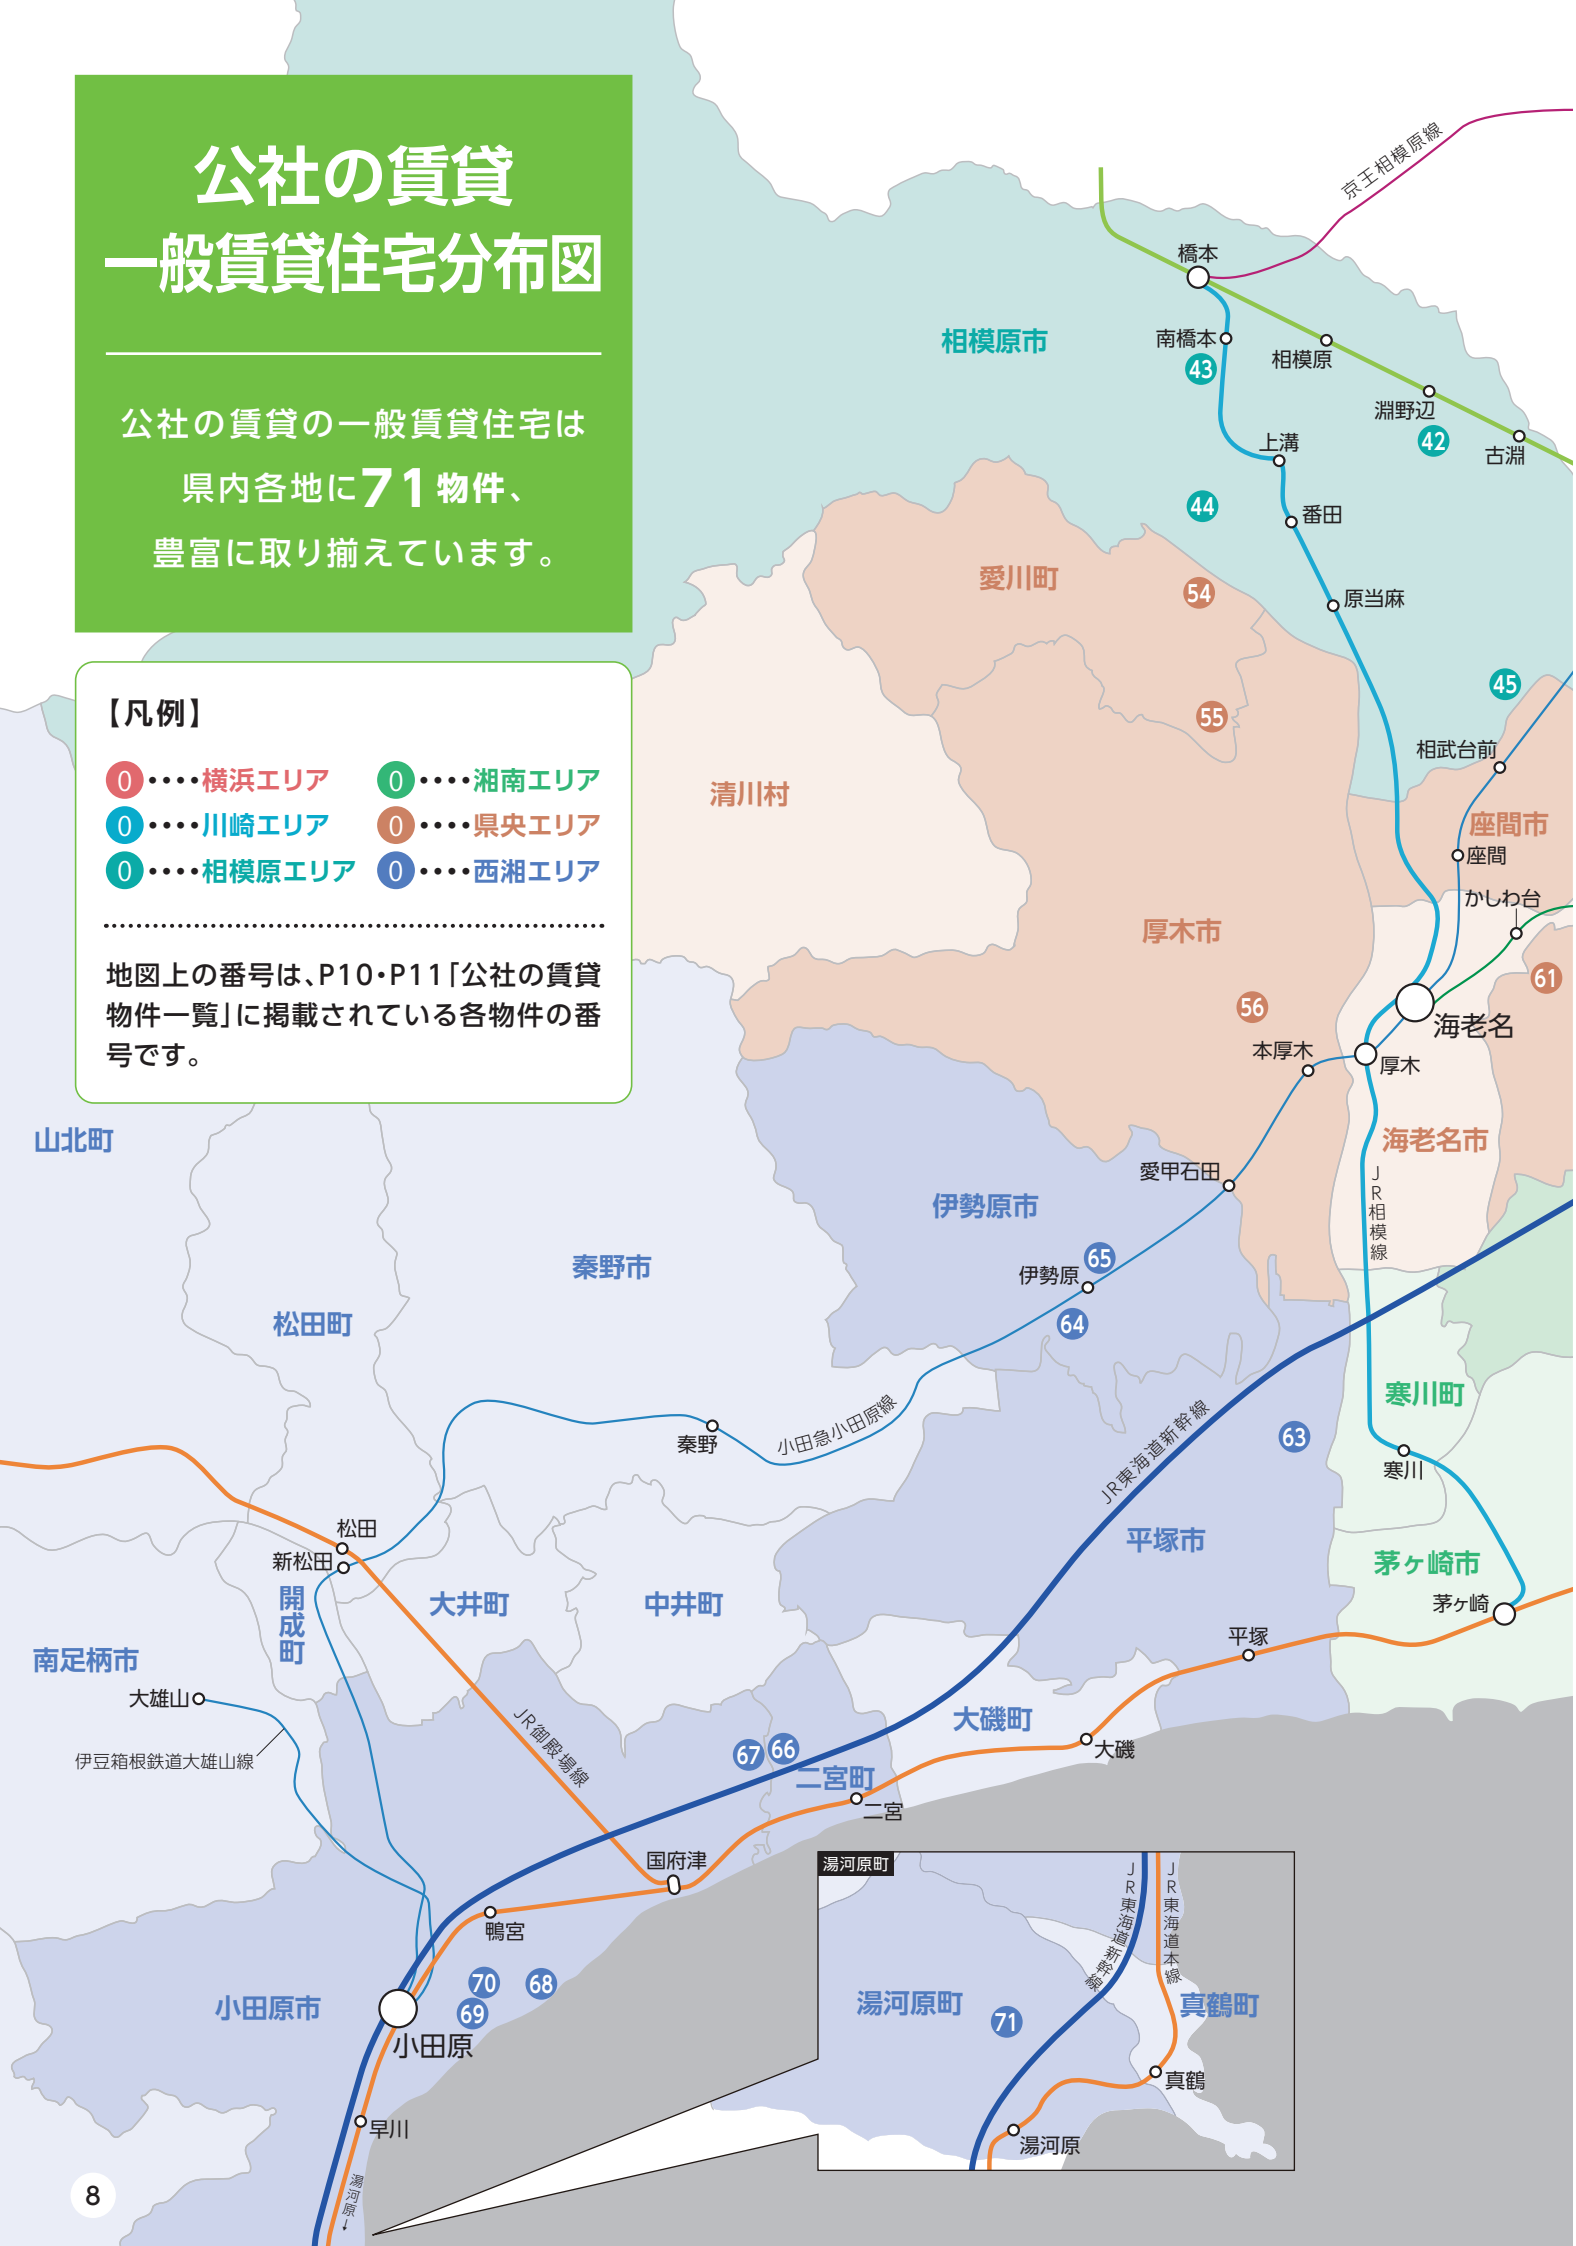 公社の賃貸
一般賃貸住宅分布図
公社の賃貸の一般賃貸住宅は
県内各地に71物件、
豊富に取り揃えています。
【凡例】
0････横浜エリア
0････湘南エリア
0････川崎エリア
0････県央エリア
0････相模原エリア
0････西湘エリア
地図上の番号は、P10・P11「公社の賃貸
物件一覧」に掲載されている各物件の番
号です。
京王相模原線
橋本
相模原市
南橋本
43
相模原
淵野辺
42
古淵
上溝
44
番田
愛川町
54
原当麻
45
55
相武台前
清川村
座間市
座間
かしわ台
厚木市
61
56
海老名
本厚木
厚木
山北町
海老名市
愛甲石田
JR相模線
伊勢原市
65
伊勢原
64
秦野市
松田町
寒川町
小田急小田原線
秦野
JR東海道新幹線
63
寒川
松田
新松田
平塚市
茅ヶ崎市
開成町
大井町
中井町
茅ヶ崎
南足柄市
平塚
大雄山
伊豆箱根鉄道大雄山線
JR御殿場線
大磯町
大磯
67
66
二宮町
二宮
国府津
鴨宮
70
68
69
小田原市
小田原
早川
湯河原→
湯河原町
JR東海道新幹線
JR東海道本線
湯河原町
71
真鶴町
真鶴
湯河原
8